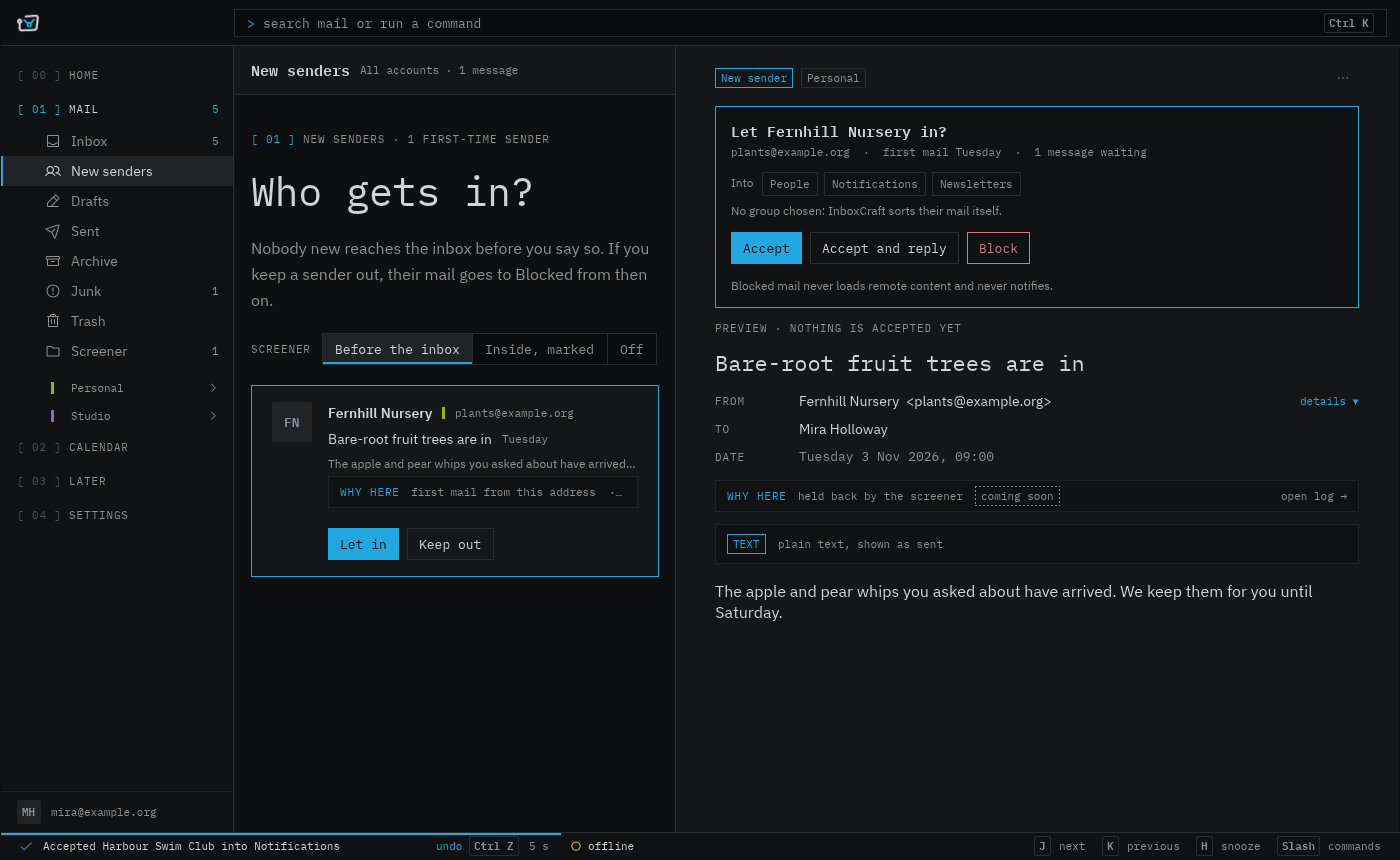 > search mail or run a command
Ctrl K
[ 00 ] HOME
[ 01 ] MAIL 5
Inbox 5
New senders
Drafts
Sent
Archive
Junk 1
Trash
Screener 1
Personal
Studio
[ 02 ] CALENDAR
[ 03 ] LATER
[ 04 ] SETTINGS
MH mira@example.org
New senders All accounts · 1 message
[ 01 ] NEW SENDERS · 1 FIRST-TIME SENDER
Who gets in?
Nobody new reaches the inbox before you say so. If you
keep a sender out, their mail goes to Blocked from then
on.
SCREENER Before the inbox Inside, marked Off
FN
Fernhill Nursery plants@example.org
Bare-root fruit trees are in Tuesday
The apple and pear whips you asked about have arrived…
WHY HERE first mail from this address ·…
Let in Keep out
New sender Personal ···
Let Fernhill Nursery in?
plants@example.org · first mail Tuesday · 1 message waiting
Into People Notifications Newsletters
No group chosen: InboxCraft sorts their mail itself.
Accept Accept and reply Block
Blocked mail never loads remote content and never notifies.
PREVIEW · NOTHING IS ACCEPTED YET
Bare-root fruit trees are in
FROM Fernhill Nursery <plants@example.org> details ▾
TO Mira Holloway
DATE Tuesday 3 Nov 2026, 09:00
WHY HERE held back by the screener coming soon open log →
TEXT plain text, shown as sent
The apple and pear whips you asked about have arrived. We keep them for you until
Saturday.
Accepted Harbour Swim Club into Notifications undo Ctrl Z 5 s offline
J next K previous H snooze Slash commands